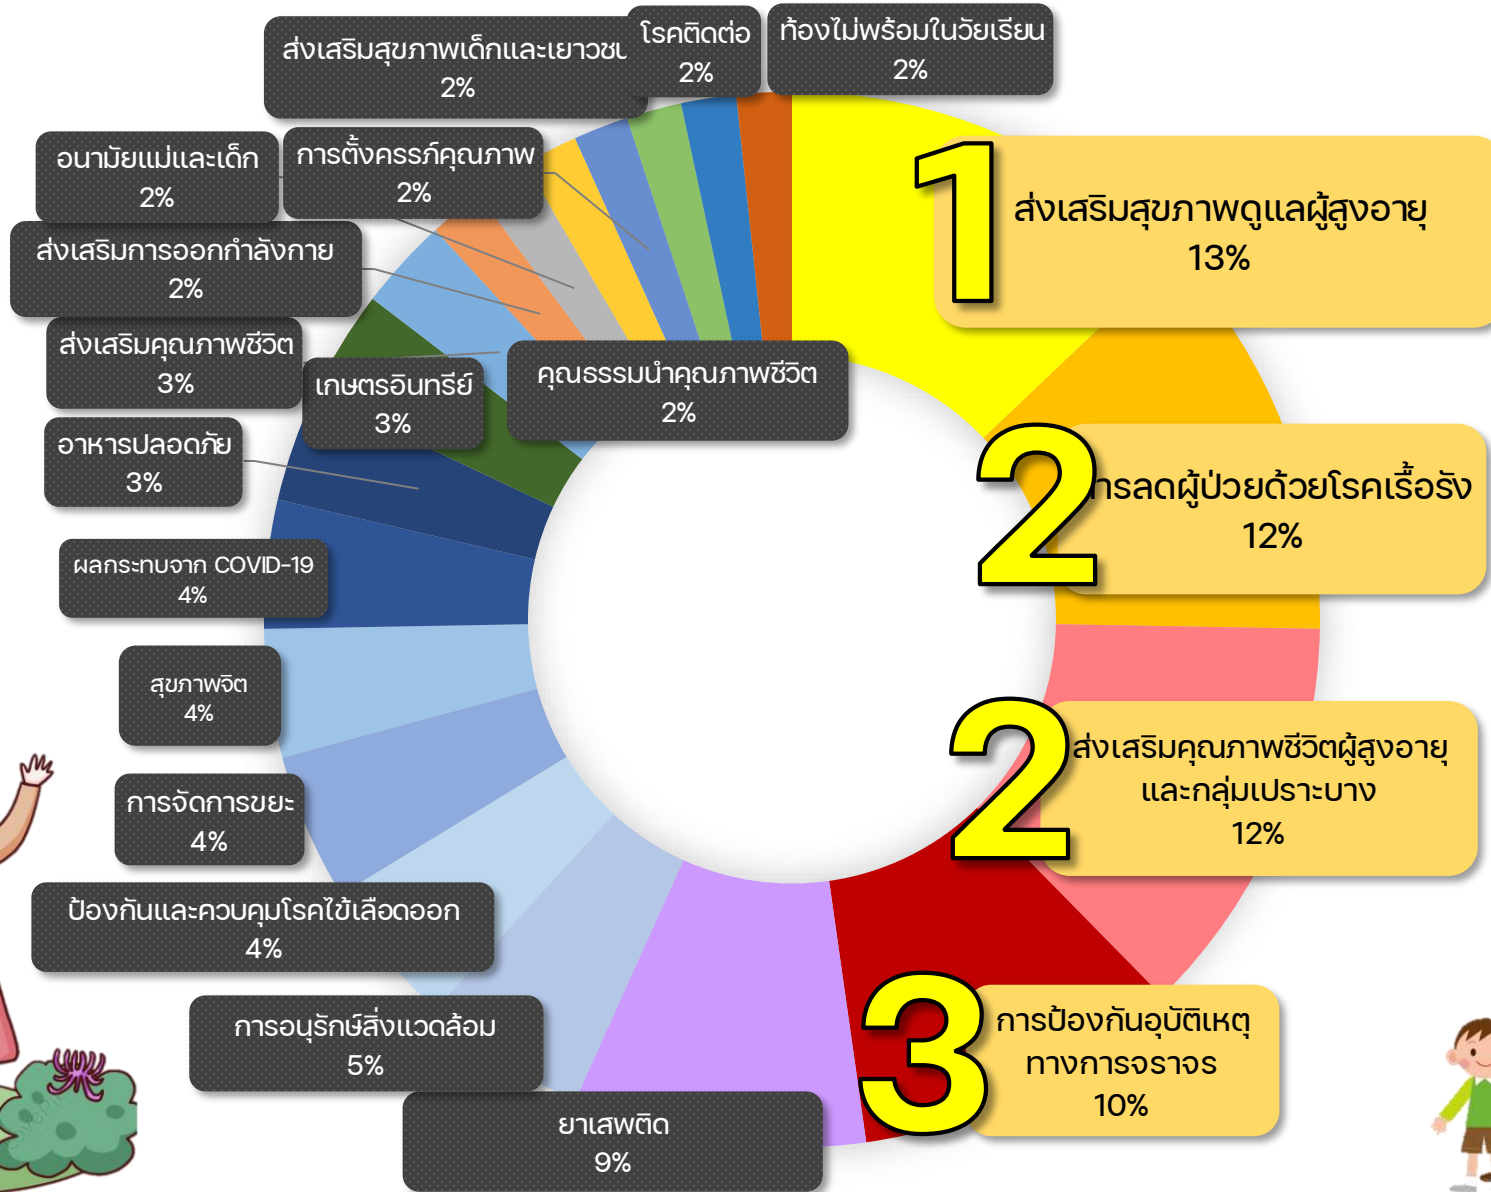 ส่งเสริมสุขภาพเด็กและเยาวชน
2%
โรคติดต่อ
2%
ท้องไม่พร้อมในวัยเรียน
2%
อนามัยแม่และเด็ก
2%
การตั้งครรภ์คุณภาพ
2%
1
ส่งเสริมสุขภาพดูแลผู้สูงอายุ
13%
ส่งเสริมการออกกำลังกาย
2%
ส่งเสริมคุณภาพชีวิต
3%
เกษตรอินทรีย์
3%
คุณธรรมนำคุณภาพชีวิต
2%
อาหารปลอดภัย
3%
2
ารลดผู้ป่วยด้วยโรคเรื้อรัง
12%
ผลกระทบจาก COVID-19
4%
สุขภาพจิต
4%
2
ส่งเสริมคุณภาพชีวิตผู้สูงอายุ
และกลุ่มเปราะบาง
12%
การจัดการขยะ
4%
ป้องกันและควบคุมโรคไข้เลือดออก
4%
การอนุรักษ์สิ่งแวดล้อม
5%
3
การป้องกันอุบัติเหตุ
ทางการจราจร
10%
ยาเสพติด
9%